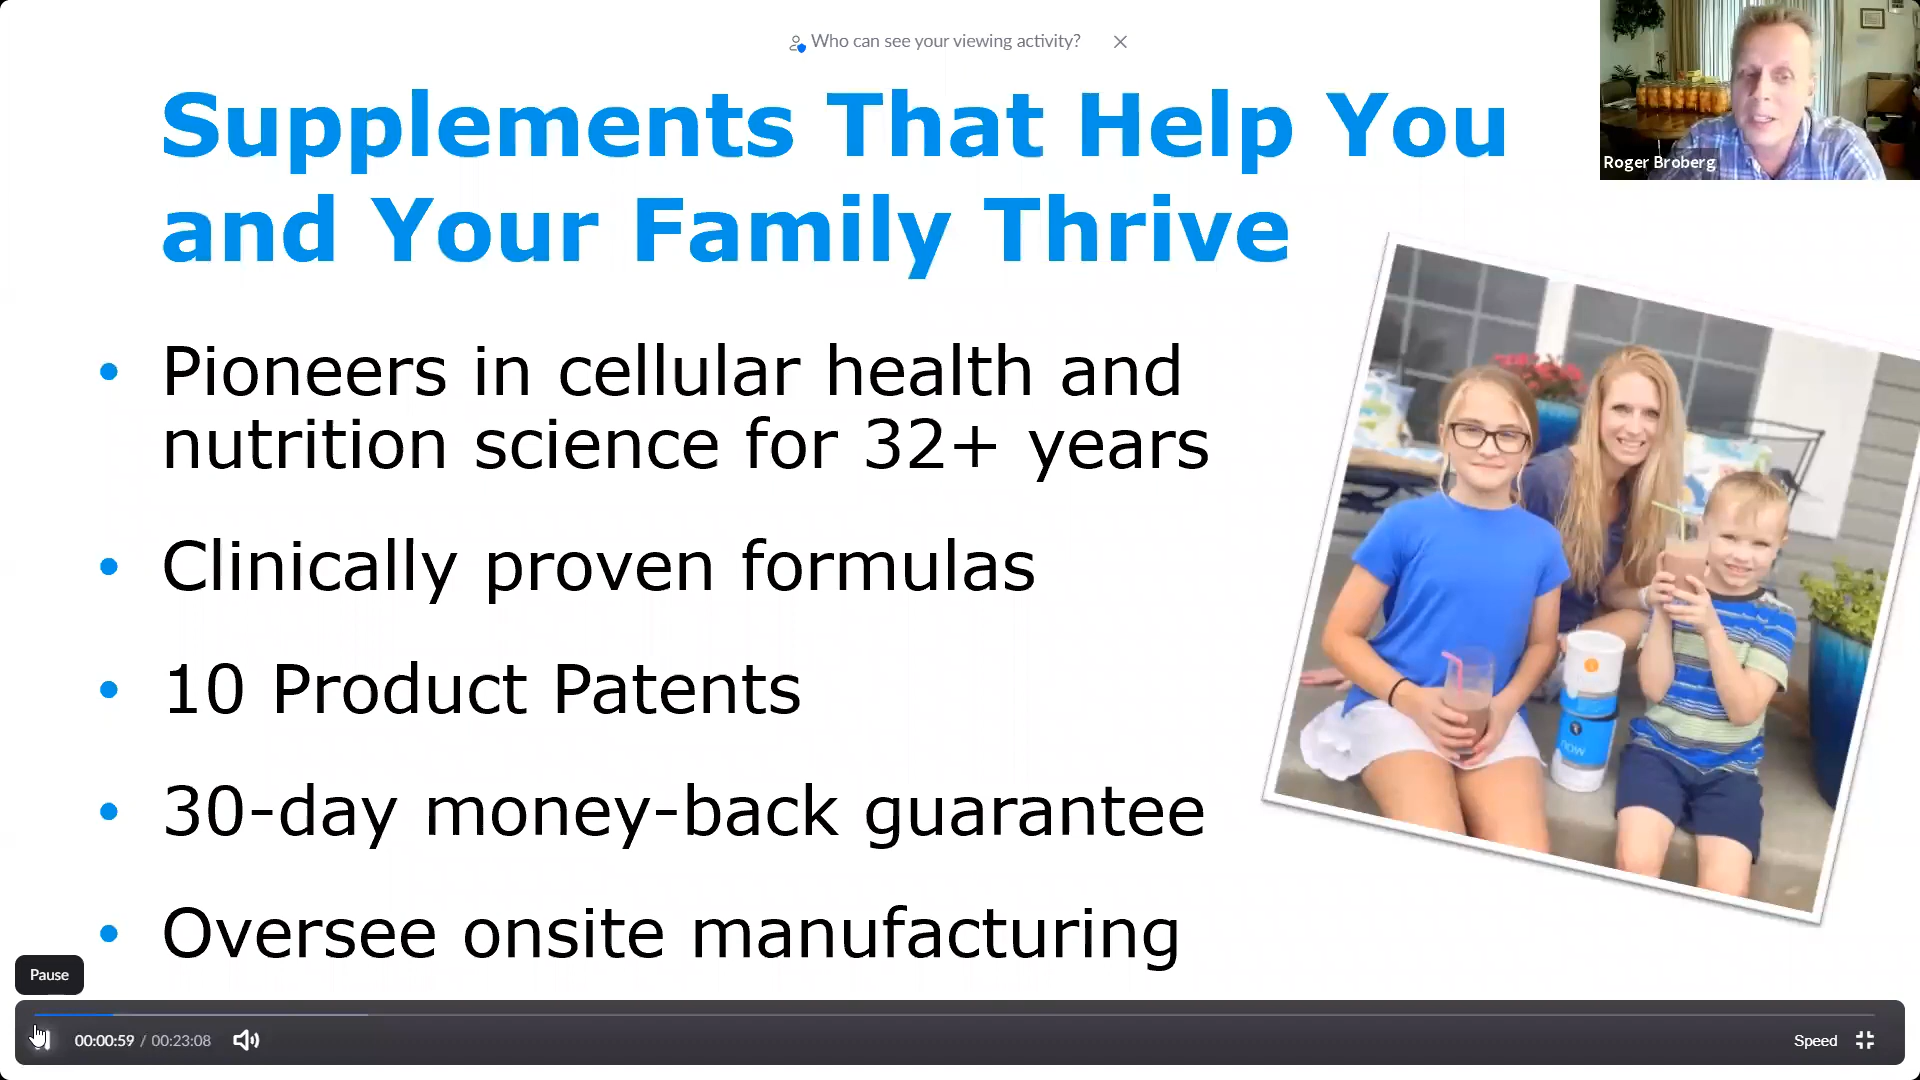 Who can see your viewing activity?
Supplements That Help You
and Your Family Thrive
Roger Broberg
• Pioneers in cellular health and
nutrition science for 32+ years
• Clinically proven formulas
• 10 Product Patents
• 30-day money-back guarantee
• Oversee onsite manufacturing
now
Pause
00:00:59 / 00:23:08
Speed